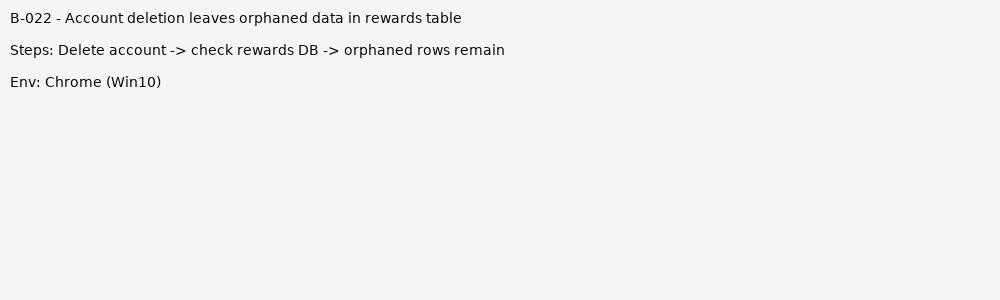 B-022 - Account deletion leaves orphaned data in rewards table
Steps: Delete account -> check rewards DB -> orphaned rows remain
Env: Chrome (Win10)